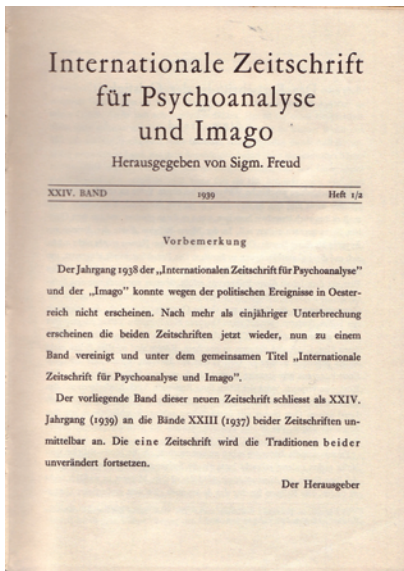 Internationale Zeitschrift
für Psychoanalyse
und Imago
Herausgegeben von Sigm. Freud
XXIV. BAND 1939 Heft 1/2
Vorbemerkung
Der Jahrgang 1938 der „Internationalen Zeitschrift für Psychoanalyse”
und der „Imago” konnte wegen der politischen Ereignisse in Oester-
reich nicht erscheinen. Nach mehr als einjähriger Unterbrechung
erscheinen die beiden Zeitschriften jetzt wieder, nun zu einem
Band vereinigt und unter dem gemeinsamen Titel „Internationale
Zeitschrift für Psychoanalyse und Imago”.
Der vorliegende Band dieser neuen Zeitschrift schliesst als XXIV.
Jahrgang (1939) an die Bände XXIII (1937) beider Zeitschriften un-
mittelbar an. Die eine Zeitschrift wird die Traditionen beider
unverändert fortsetzen.
Der Herausgeber